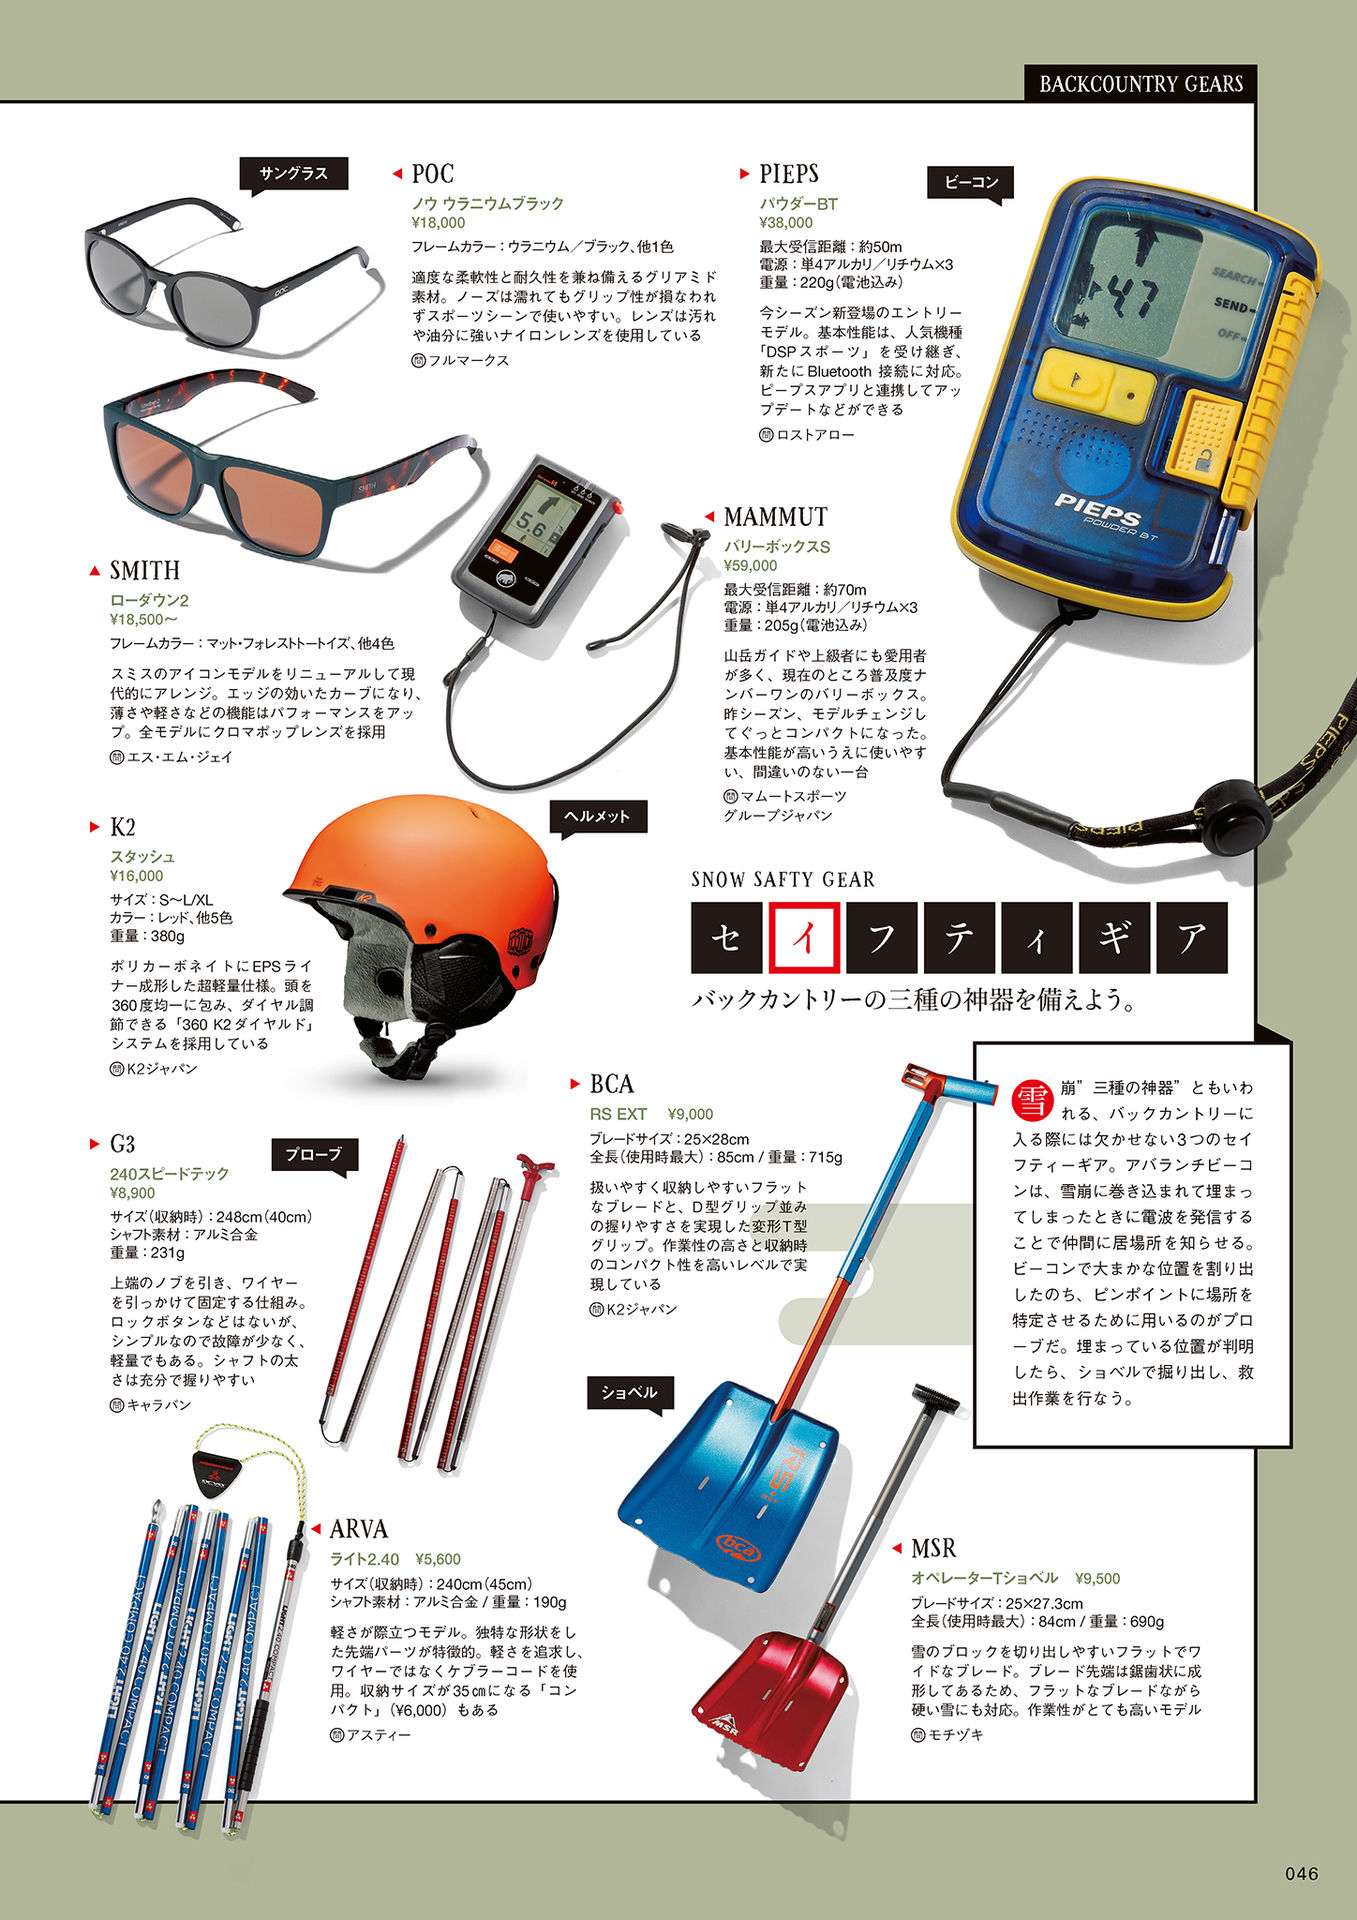 BACKCOUNTRY GEARS
サングラス
POC
ノウ ウラニウムブラック
¥18,000
フレームカラー：ウラニウム／ブラック、他1色
適度な柔軟性と耐久性を兼ね備えるグリアミド
素材。ノーズは濡れてもグリップ性が損なわれ
ずスポーツシーンで使いやすい。レンズは汚れ
や油分に強いナイロンレンズを使用している
㉄フルマークス
PIEPS
パウダーBT
¥38,000
最大受信距離：約50m
電源：単4アルカリ／リチウム×3
重量：220g（電池込み）
今シーズン新登場のエントリー
モデル。基本性能は、人気機種
「DSPスポーツ」を受け継ぎ、
新たにBluetooth 接続に対応。
ピープスアプリと連携してアッ
プデートなどができる
㉄ロストアロー
ビーコン
47
SEARCH
SEND
OFF
PIEPS
POWDER BT
PIEPS
PIEPS
poc
SMITH
5.6
SMITH
ローダウン2
¥18,500〜
フレームカラー：マット・フォレストトートイズ、他4色
スミスのアイコンモデルをリニューアルして現
代的にアレンジ。エッジの効いたカーブになり、
薄さや軽さなどの機能はパフォーマンスをアッ
プ。全モデルにクロマポップレンズを採用
㉄エス・エム・ジェイ
MAMMUT
バリーボックスS
¥59,000
最大受信距離：約70m
電源：単4アルカリ／リチウム×3
重量：205g（電池込み）
山岳ガイドや上級者にも愛用者
が多く、現在のところ普及度ナ
ンバーワンのバリーボックス。
昨シーズン、モデルチェンジし
てぐっとコンパクトになった。
基本性能が高いうえに使いやす
い、間違いのない一台
㉄マムートスポーツ
グループジャパン
K2
スタッシュ
¥16,000
サイズ：S〜L/XL
カラー：レッド、他5色
重量：380g
ポリカーボネイトにEPSライ
ナー成形した超軽量仕様。頭を
360度均一に包み、ダイヤル調
節できる「360 K2ダイヤルド」
システムを採用している
㉄K2ジャパン
ヘルメット
K2
SNOW SAFTY GEAR
セイフティギア
バックカントリーの三種の神器を備えよう。
雪崩”三種の神器”ともいわ
れる、バックカントリーに
入る際には欠かせない3つのセイ
フティーギア。アバランチビーコ
ンは、雪崩に巻き込まれて埋まっ
てしまったときに電波を発信する
ことで仲間に居場所を知らせる。
ビーコンで大まかな位置を割り出
したのち、ピンポイントに場所を
特定させるために用いるのがプロ
ーブだ。埋まっている位置が判明
したら、ショベルで掘り出し、救
出作業を行なう。
G3
240スピードテック
¥8,900
サイズ（収納時）：248cm（40cm）
シャフト素材：アルミ合金
重量：231g
上端のノブを引き、ワイヤー
を引っかけて固定する仕組み。
ロックボタンなどはないが、
シンプルなので故障が少なく、
軽量でもある。シャフトの太
さは充分で握りやすい
㉄キャラバン
プローブ
BCA
RS EXT ¥9,000
ブレードサイズ：25×28cm
全長（使用時最大）：85cm / 重量：715g
扱いやすく収納しやすいフラット
なブレードと、D型グリップ並み
の握りやすさを実現した変形T型
グリップ。作業性の高さと収納時
のコンパクト性を高いレベルで実
現している
㉄K2ジャパン
ショベル
RS
bca
ARVA
ライト2.40 ¥5,600
サイズ（収納時）：240cm（45cm）
シャフト素材：アルミ合金 / 重量：190g
軽さが際立つモデル。独特な形状をし
た先端パーツが特徴的。軽さを追求し、
ワイヤーではなくケブラーコードを使
用。収納サイズが35㎝になる「コン
パクト」（¥6,000）もある
㉄アスティー
arva
LIGHT 2.40 COMPACT
LIGHT 2.40 COMPACT
LIGHT 2.40 COMPACT
LIGHT 2.40 COMPACT
LIGHT 2.40 COMPACT
LIGHT 2.40 COMPACT
MSR
オペレーターTショベル ¥9,500
ブレードサイズ：25×27.3cm
全長（使用時最大）：84cm / 重量：690g
雪のブロックを切り出しやすいフラットでワ
イドなブレード。ブレード先端は鋸歯状に成
形してあるため、フラットなブレードながら
硬い雪にも対応。作業性がとても高いモデル
㉄モチヅキ
MSR
046